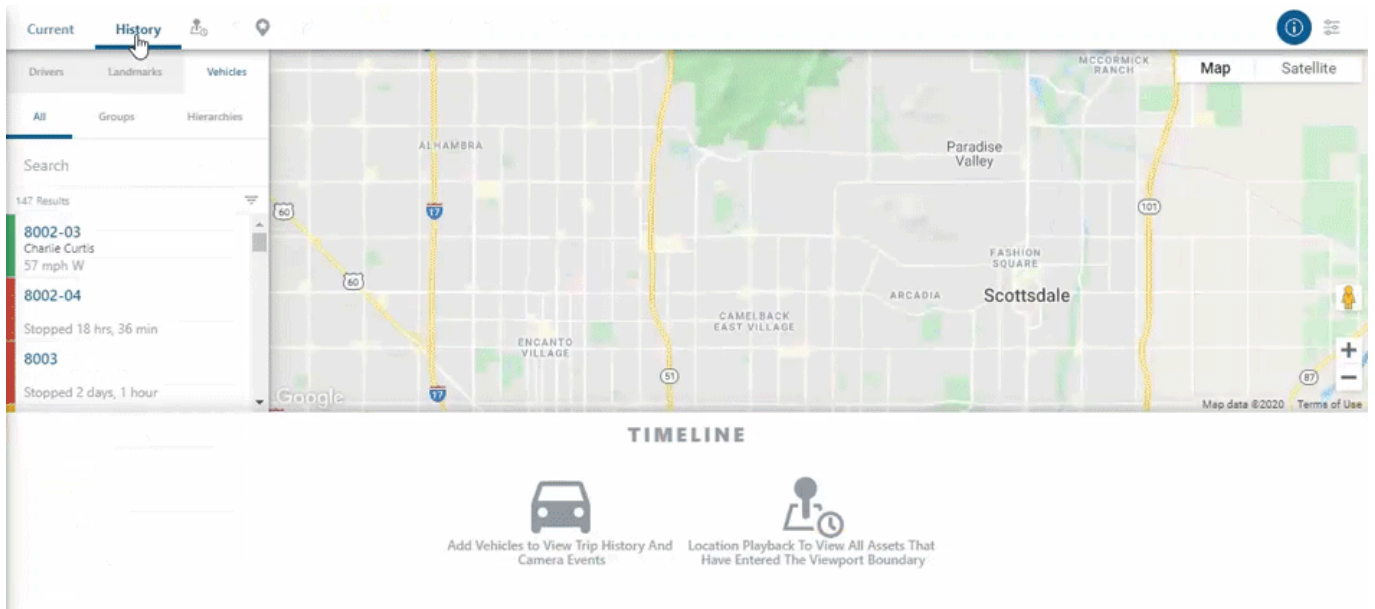 Current
History
Drivers
Landmarks
Vehicles
All
Groups
Hierarchies
Search
147 Results
8002-03
Charlie Curtis
57 mph W
8002-04
Stopped 18 hrs, 36 min
8003
Stopped 2 days, 1 hour
Map
Satellite
MCCORMICK
RANCH
ALHAMBRA
Paradise
Valley
60
17
101
FASHION
SQUARE
60
ARCADIA
Scottsdale
CAMELBACK
EAST VILLAGE
ENCANTO
VILLAGE
51
87
17
Google
Map data ©2020
Terms of Use
TIMELINE
Add Vehicles to View Trip History And
Camera Events
Location Playback To View All Assets That
Have Entered The Viewport Boundary